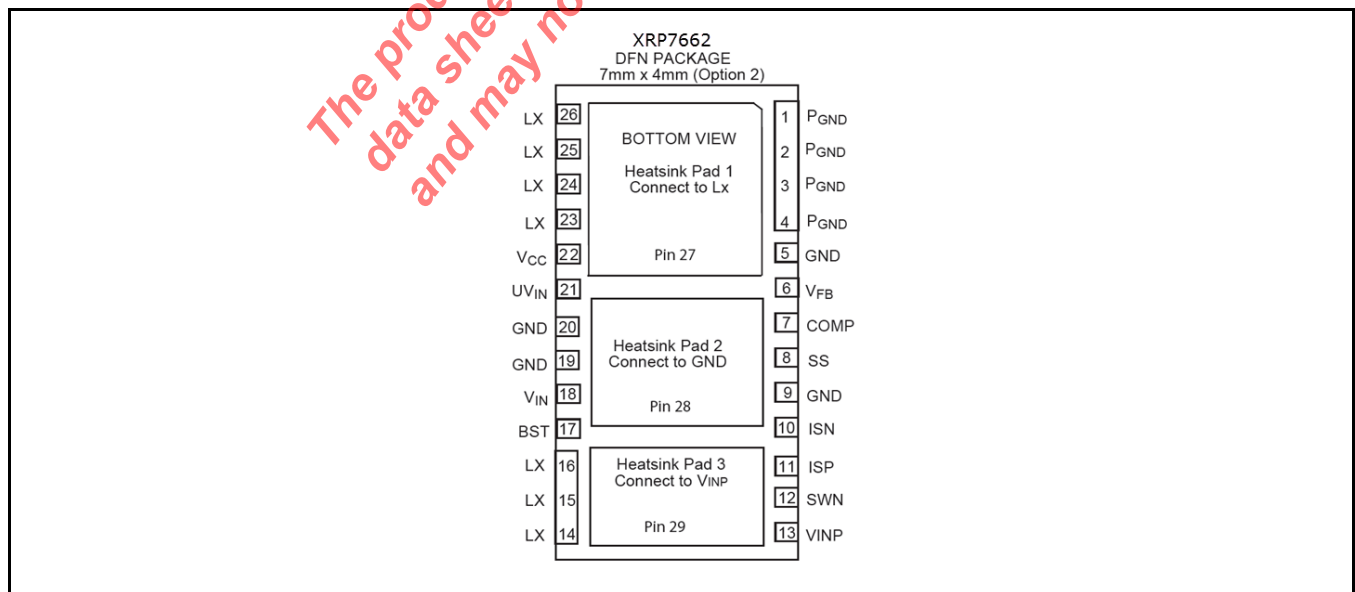 The produ
data shee
and may no
XRP7662
DFN PACKAGE
7mm x 4mm (Option 2)
LX 26
LX 25
LX 24
LX 23
VCC 22
UVIN 21
GND 20
GND 19
VIN 18
BST 17
LX 16
LX 15
LX 14
BOTTOM VIEW
Heatsink Pad 1
Connect to Lx
Pin 27
Heatsink Pad 2
Connect to GND
Pin 28
Heatsink Pad 3
Connect to VINP
Pin 29
1 PGND
2 PGND
3 PGND
4 PGND
5 GND
6 VFB
7 COMP
8 SS
9 GND
10 ISN
11 ISP
12 SWN
13 VINP